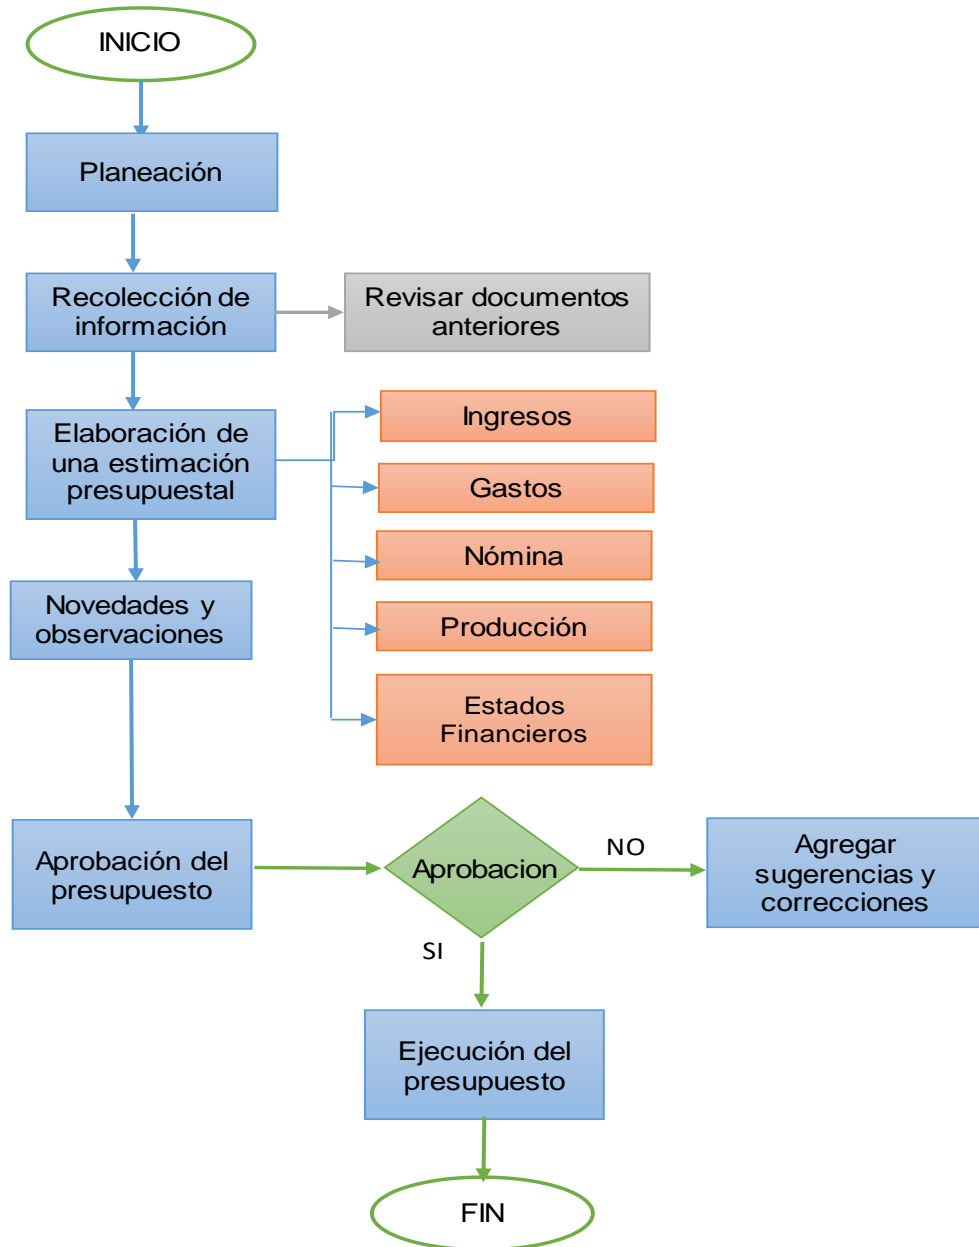 INICIO
Planeación
Recolección de
información
Revisar documentos
anteriores
Elaboración de
una estimación
presupuestal
Ingresos
Gastos
Nómina
Producción
Estados
Financieros
Novedades y
observaciones
Aprobación del
presupuesto
Aprobacion
NO
Agregar
sugerencias y
correcciones
SI
Ejecución del
presupuesto
FIN